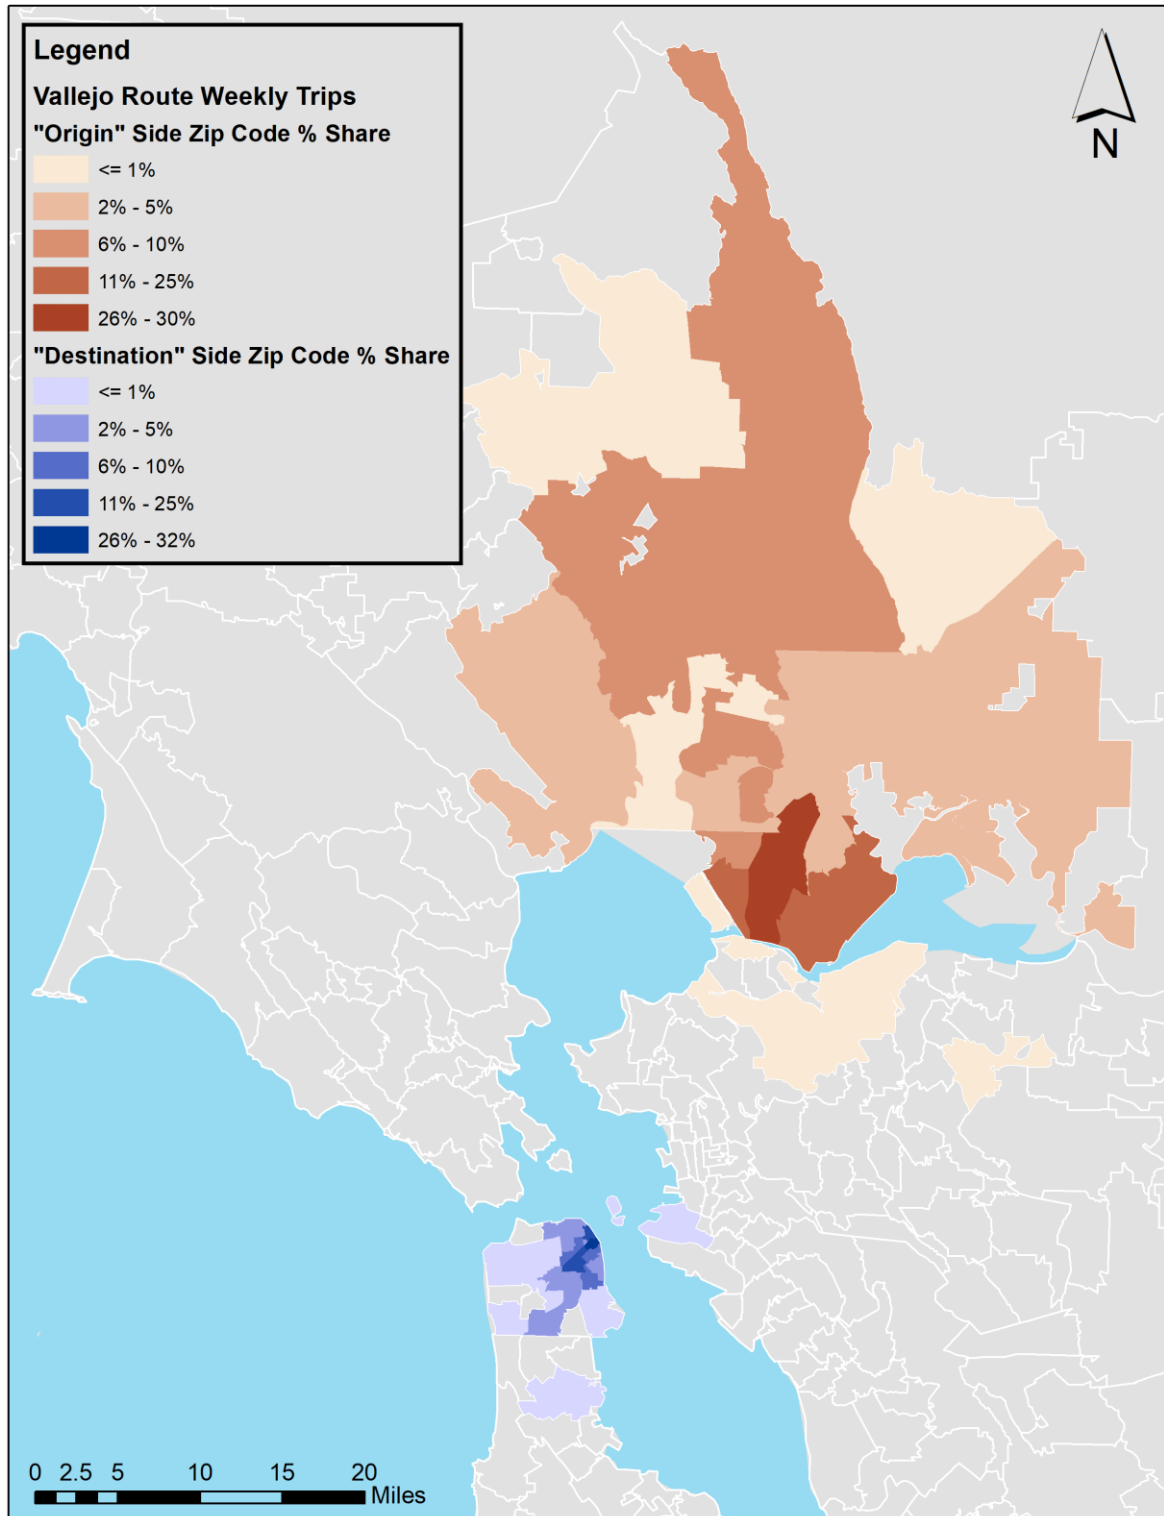 Legend
Vallejo Route Weekly Trips
"Origin" Side Zip Code % Share
<= 1%
2% - 5%
6% - 10%
11% - 25%
26% - 30%
"Destination" Side Zip Code % Share
<= 1%
2% - 5%
6% - 10%
11% - 25%
26% - 32%
N
0 2.5 5 10 15 20
Miles